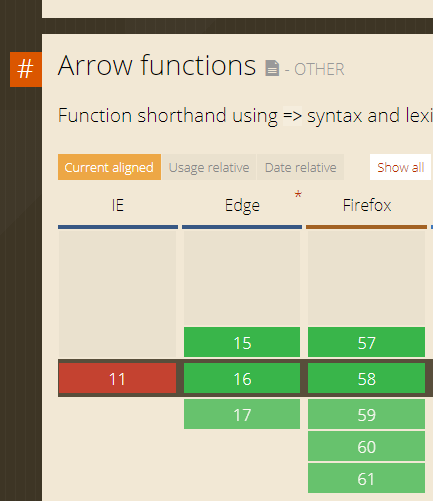 #
Arrow functions - OTHER
Function shorthand using => syntax and lexi
Current aligned Usage relative Date relative Show all
IE Edge * Firefox
15 57
11 16 58
17 59
60
61